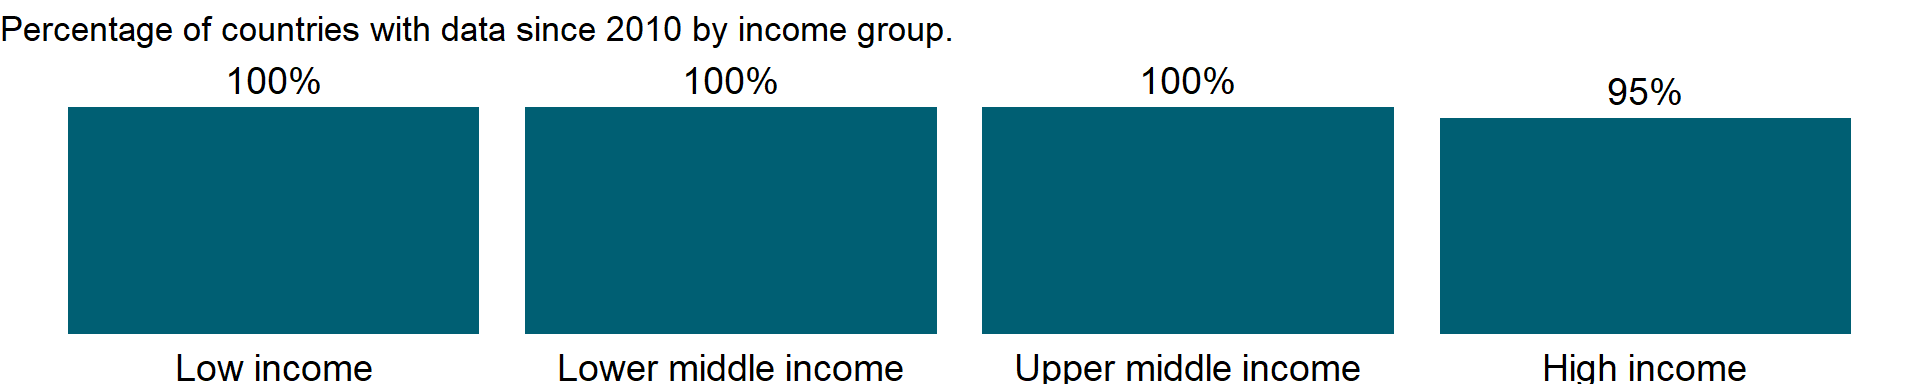 Percentage of countries with data since 2010 by income group.
100% 100% 100% 95%
Low income Lower middle income Upper middle income High income